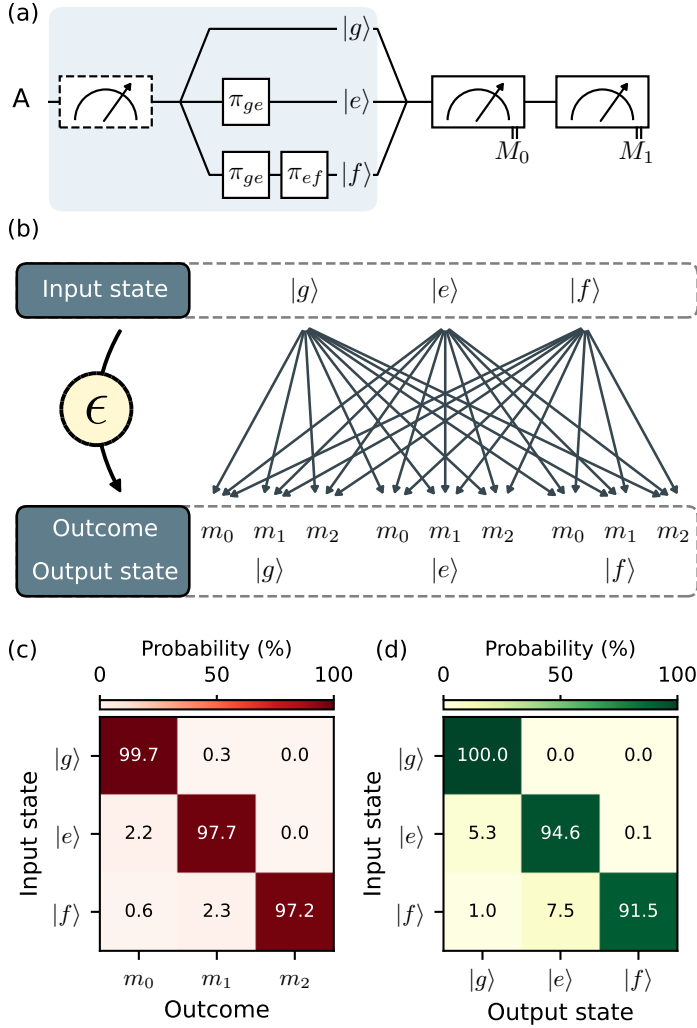 (a)
|g⟩
A π_ge |e⟩
M_0 M_1
π_ge π_ef |f⟩
(b)
Input state |g⟩ |e⟩ |f⟩
ϵ
Outcome m_0 m_1 m_2 m_0 m_1 m_2 m_0 m_1 m_2
Output state |g⟩ |e⟩ |f⟩
(c)
Probability (%)
0 50 100
Input state
|g⟩ 99.7 0.3 0.0
|e⟩ 2.2 97.7 0.0
|f⟩ 0.6 2.3 97.2
m_0 m_1 m_2
Outcome
(d)
Probability (%)
0 50 100
Input state
|g⟩ 100.0 0.0 0.0
|e⟩ 5.3 94.6 0.1
|f⟩ 1.0 7.5 91.5
|g⟩ |e⟩ |f⟩
Output state